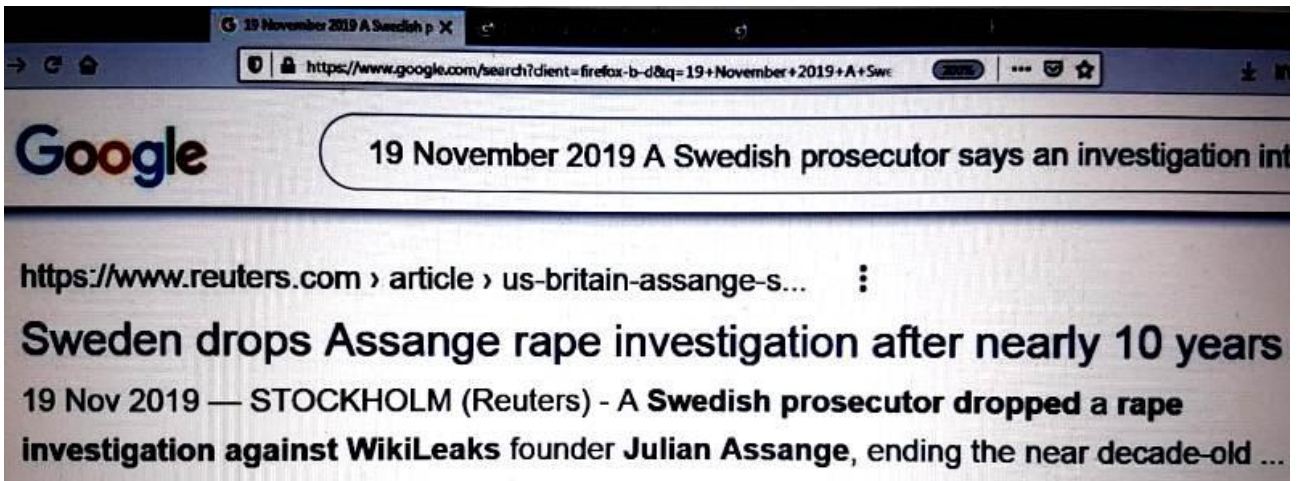 G 19 November 2019 A Swedish p X
https://www.google.com/search?client=firefox-b-d&q=19+November+2019+A+Swe 200% ...
Google 19 November 2019 A Swedish prosecutor says an investigation int
https://www.reuters.com › article › us-britain-assange-s...
Sweden drops Assange rape investigation after nearly 10 years
19 Nov 2019 — STOCKHOLM (Reuters) - A Swedish prosecutor dropped a rape
investigation against WikiLeaks founder Julian Assange, ending the near decade-old ...